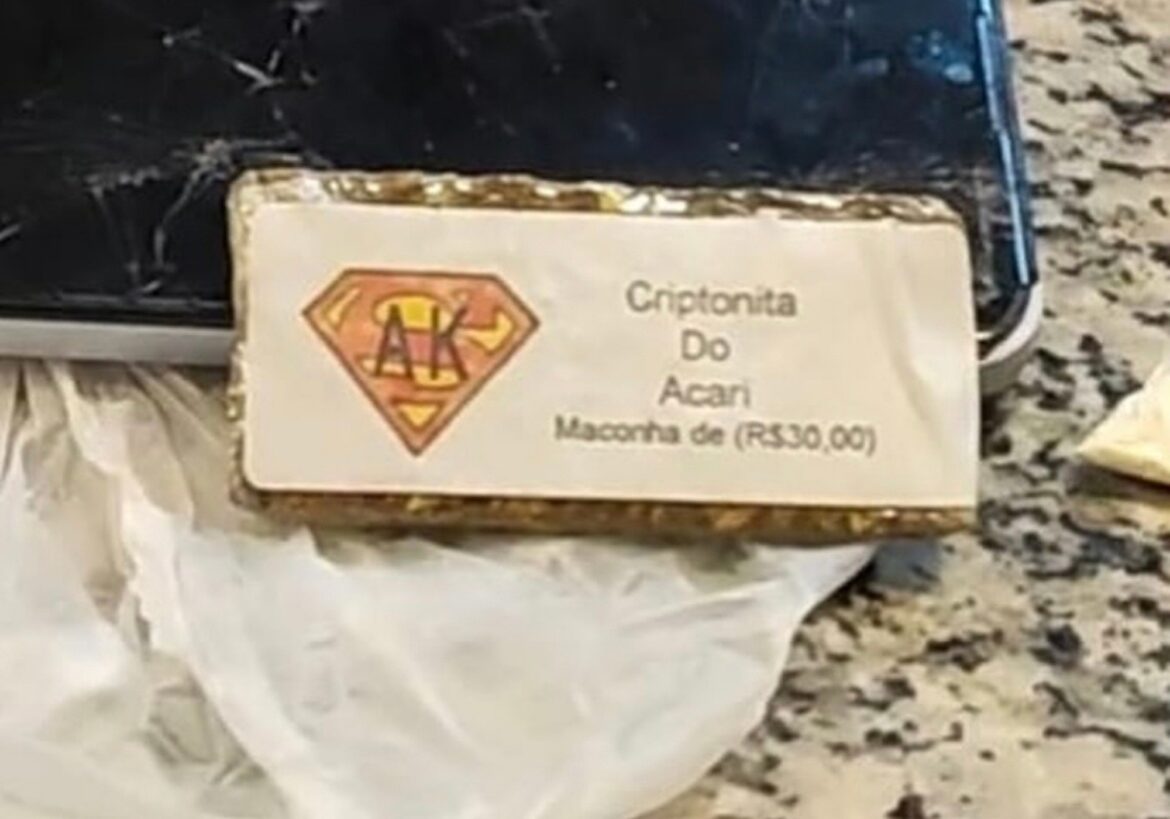 AK
Criptonita
Do
Acari
Maconha de (R$30,00)